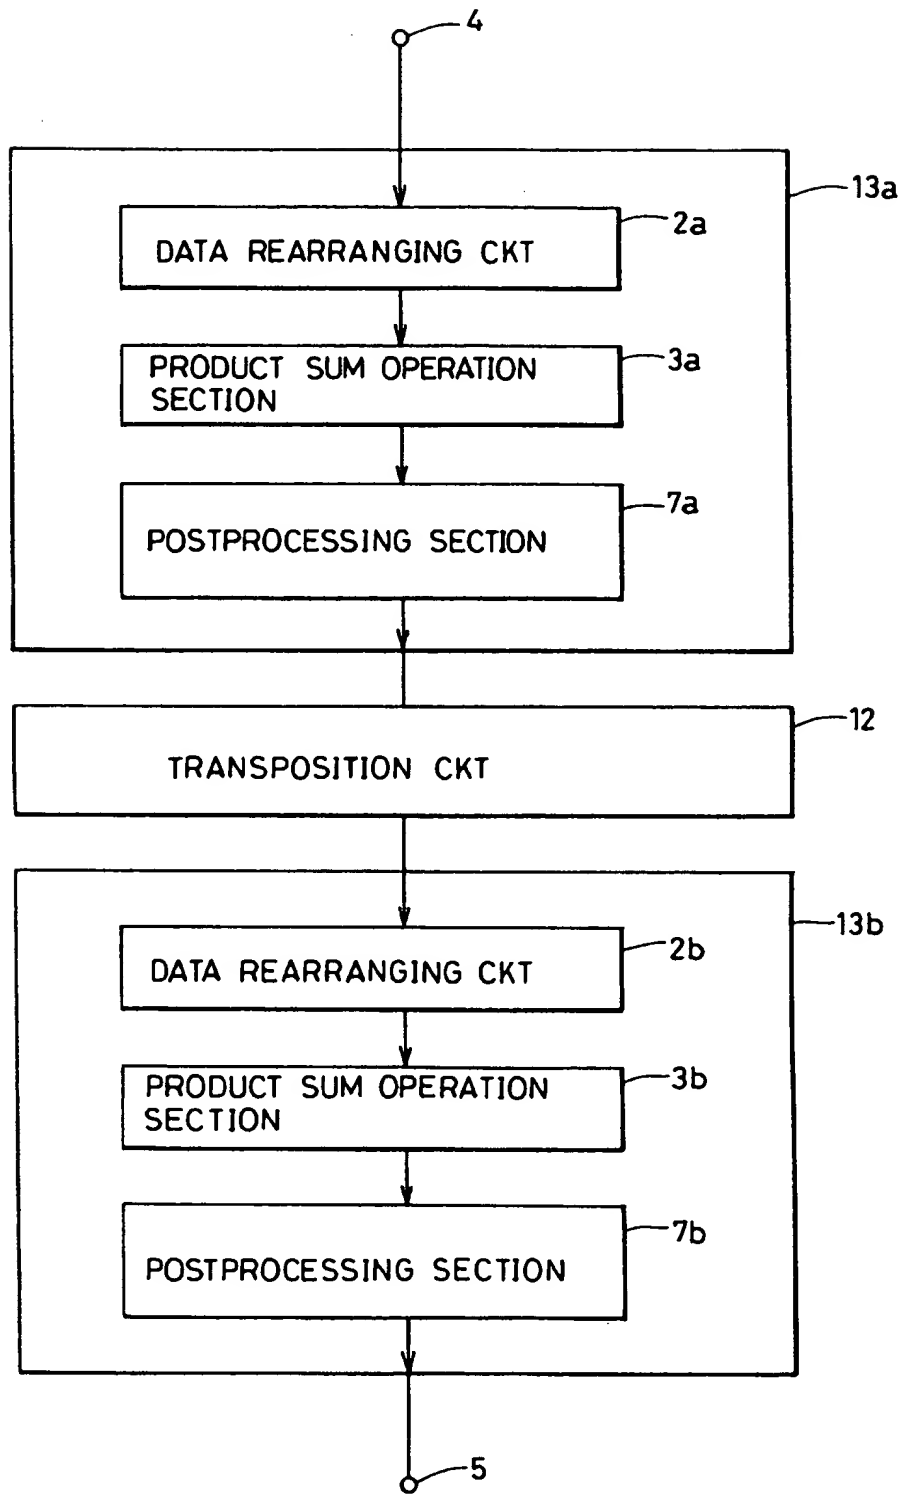 4
13a
2a
DATA REARRANGING CKT
3a
PRODUCT SUM OPERATION
SECTION
7a
POSTPROCESSING SECTION
12
TRANSPOSITION CKT
13b
2b
DATA REARRANGING CKT
3b
PRODUCT SUM OPERATION
SECTION
7b
POSTPROCESSING SECTION
5